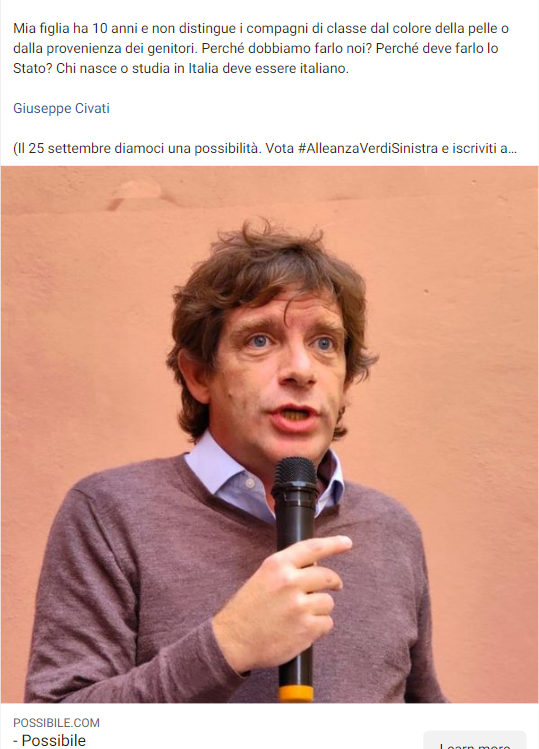 Mia figlia ha 10 anni e non distingue i compagni di classe dal colore della pelle o
dalla provenienza dei genitori. Perché dobbiamo farlo noi? Perché deve farlo lo
Stato? Chi nasce o studia in Italia deve essere italiano.
Giuseppe Civati
(Il 25 settembre diamoci una possibilità. Vota #AlleanzaVerdiSinistra e iscriviti a...
POSSIBILE.COM
- Possibile
Learn more